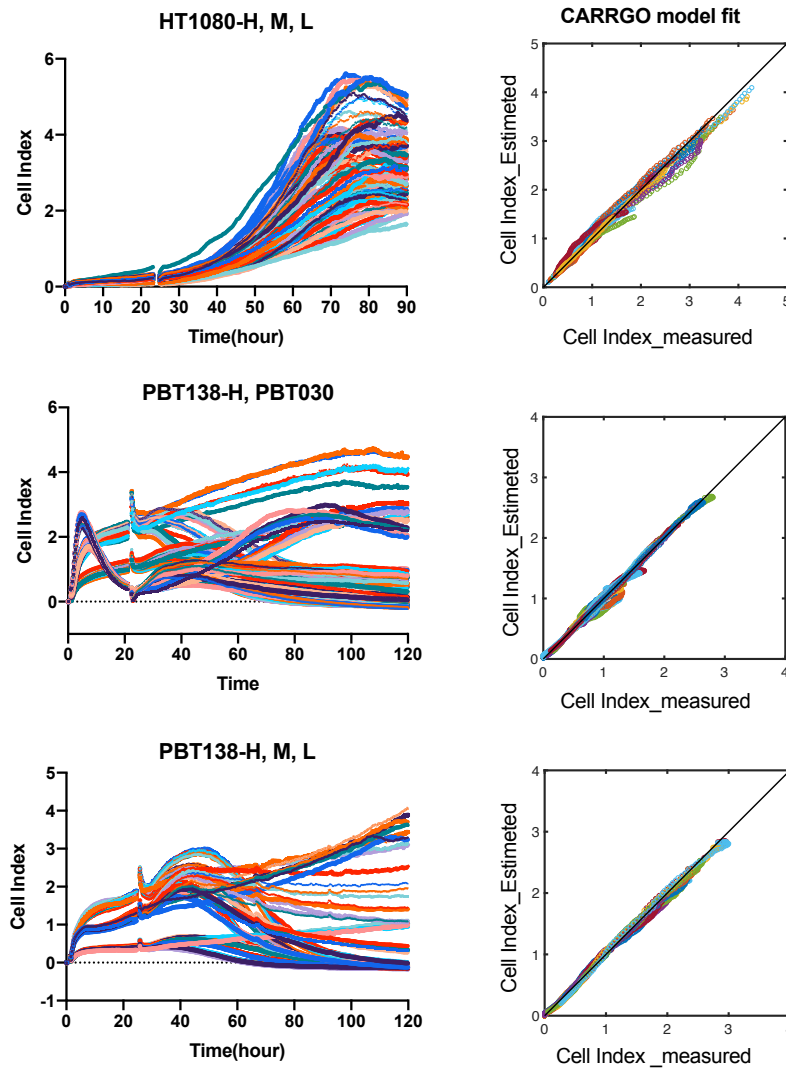 HT1080-H, M, L
CARRGO model fit
6
4
2
0
Cell Index
0 10 20 30 40 50 60 70 80 90
Time(hour)
5
4
3
2
1
0
Cell Index_Estimeted
0 1 2 3 4 5
Cell Index_measured
PBT138-H, PBT030
6
4
2
0
Cell Index
0 20 40 60 80 100 120
Time
4
3
2
1
0
Cell Index_Estimeted
0 1 2 3 4
Cell Index_measured
PBT138-H, M, L
5
4
3
2
1
0
-1
Cell Index
0 20 40 60 80 100 120
Time(hour)
4
3
2
1
0
Cell Index_Estimeted
0 1 2 3
Cell Index _measured